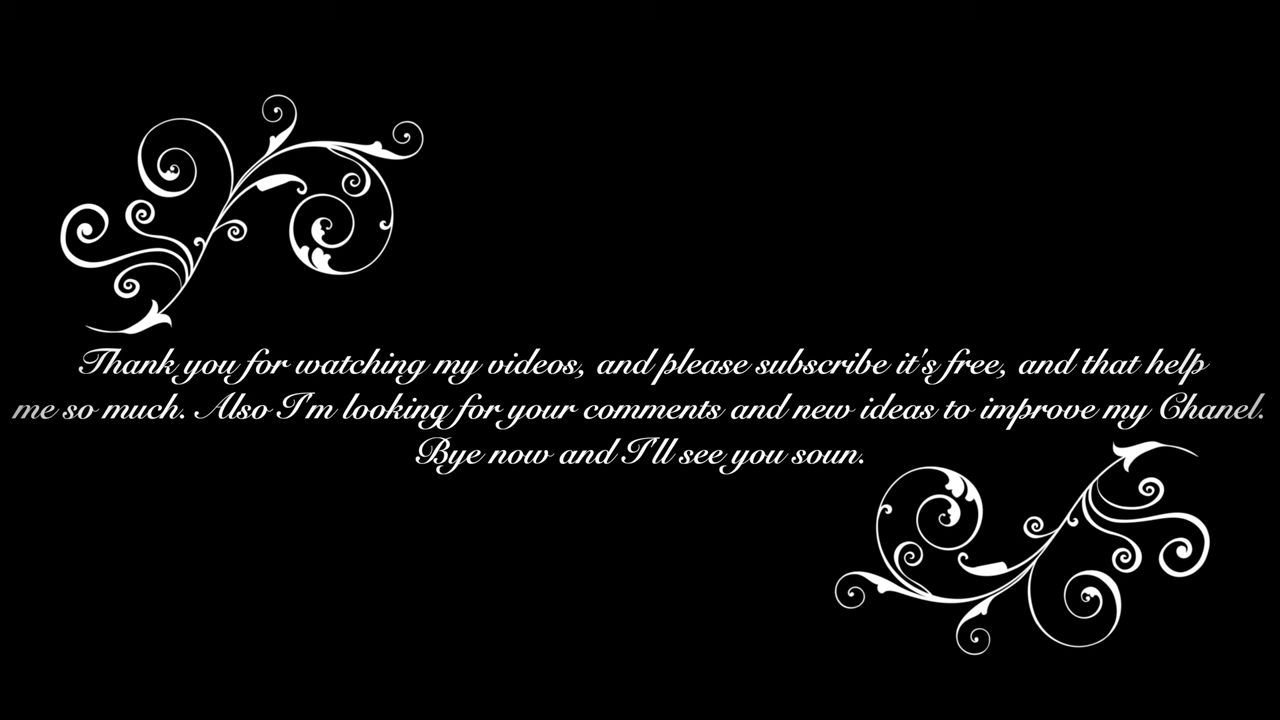 Thank you for watching my videos, and please subscribe it's free, and that help
me so much. Also I'm looking for your comments and new ideas to improve my Chanel.
Bye now and I'll see you soun.